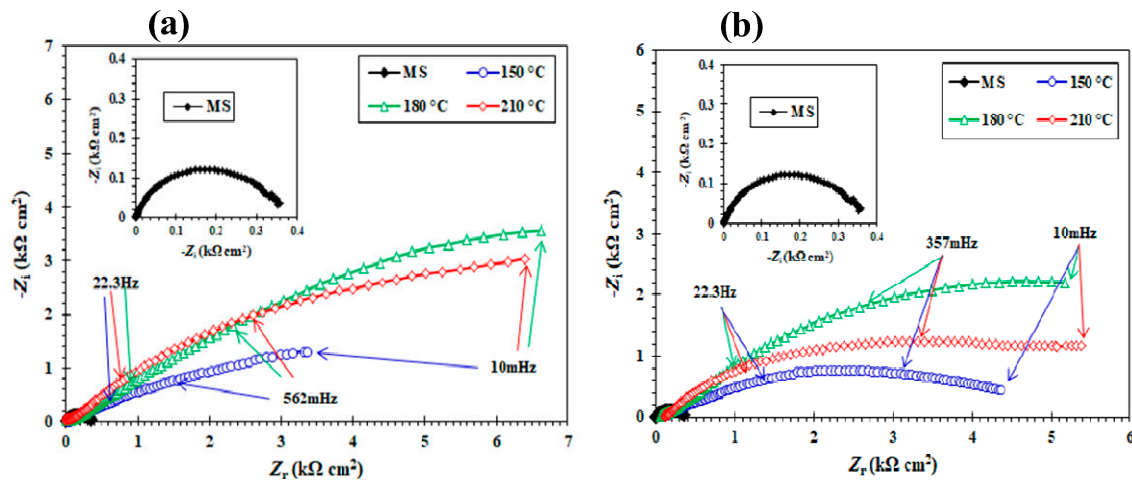 (a)
7
6
5
4
3
2
1
0
-Zi (kΩ cm²)
0 1 2 3 4 5 6 7
Zr (kΩ cm²)
0.4
0.3
0.2
0.1
0
-Zi (kΩ cm²)
0 0.1 0.2 0.3 0.4
-Zi (kΩ cm²)
MS
MS 150 °C
180 °C 210 °C
22.3Hz
562mHz
10mHz
(b)
6
5
4
3
2
1
0
-Zi (kΩ cm²)
0 1 2 3 4 5 6
Zr (kΩ cm²)
0.4
0.3
0.2
0.1
0
-Zi (kΩ cm²)
0 0.1 0.2 0.3 0.4
-Zi (kΩ cm²)
MS
MS 150 °C
180 °C 210 °C
357mHz
10mHz
22.3Hz